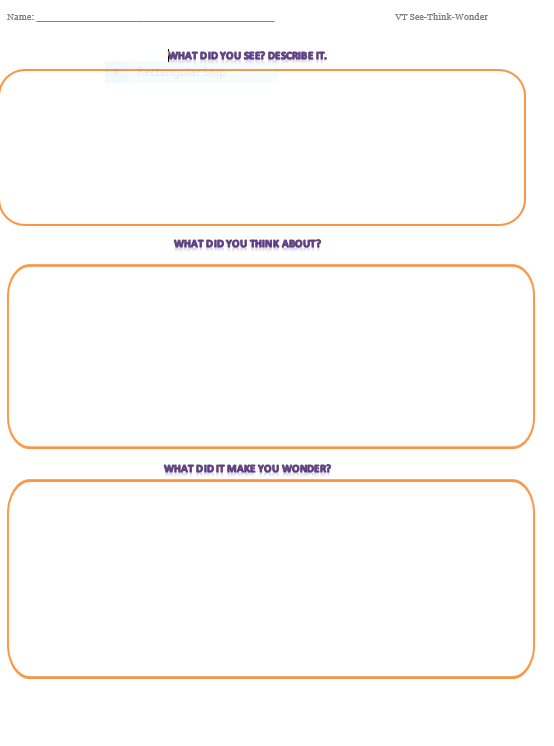 Name: ____________________________________________ VT See-Think-Wonder
WHAT DID YOU SEE? DESCRIBE IT.
Rectangular Snip
WHAT DID YOU THINK ABOUT?
WHAT DID IT MAKE YOU WONDER?